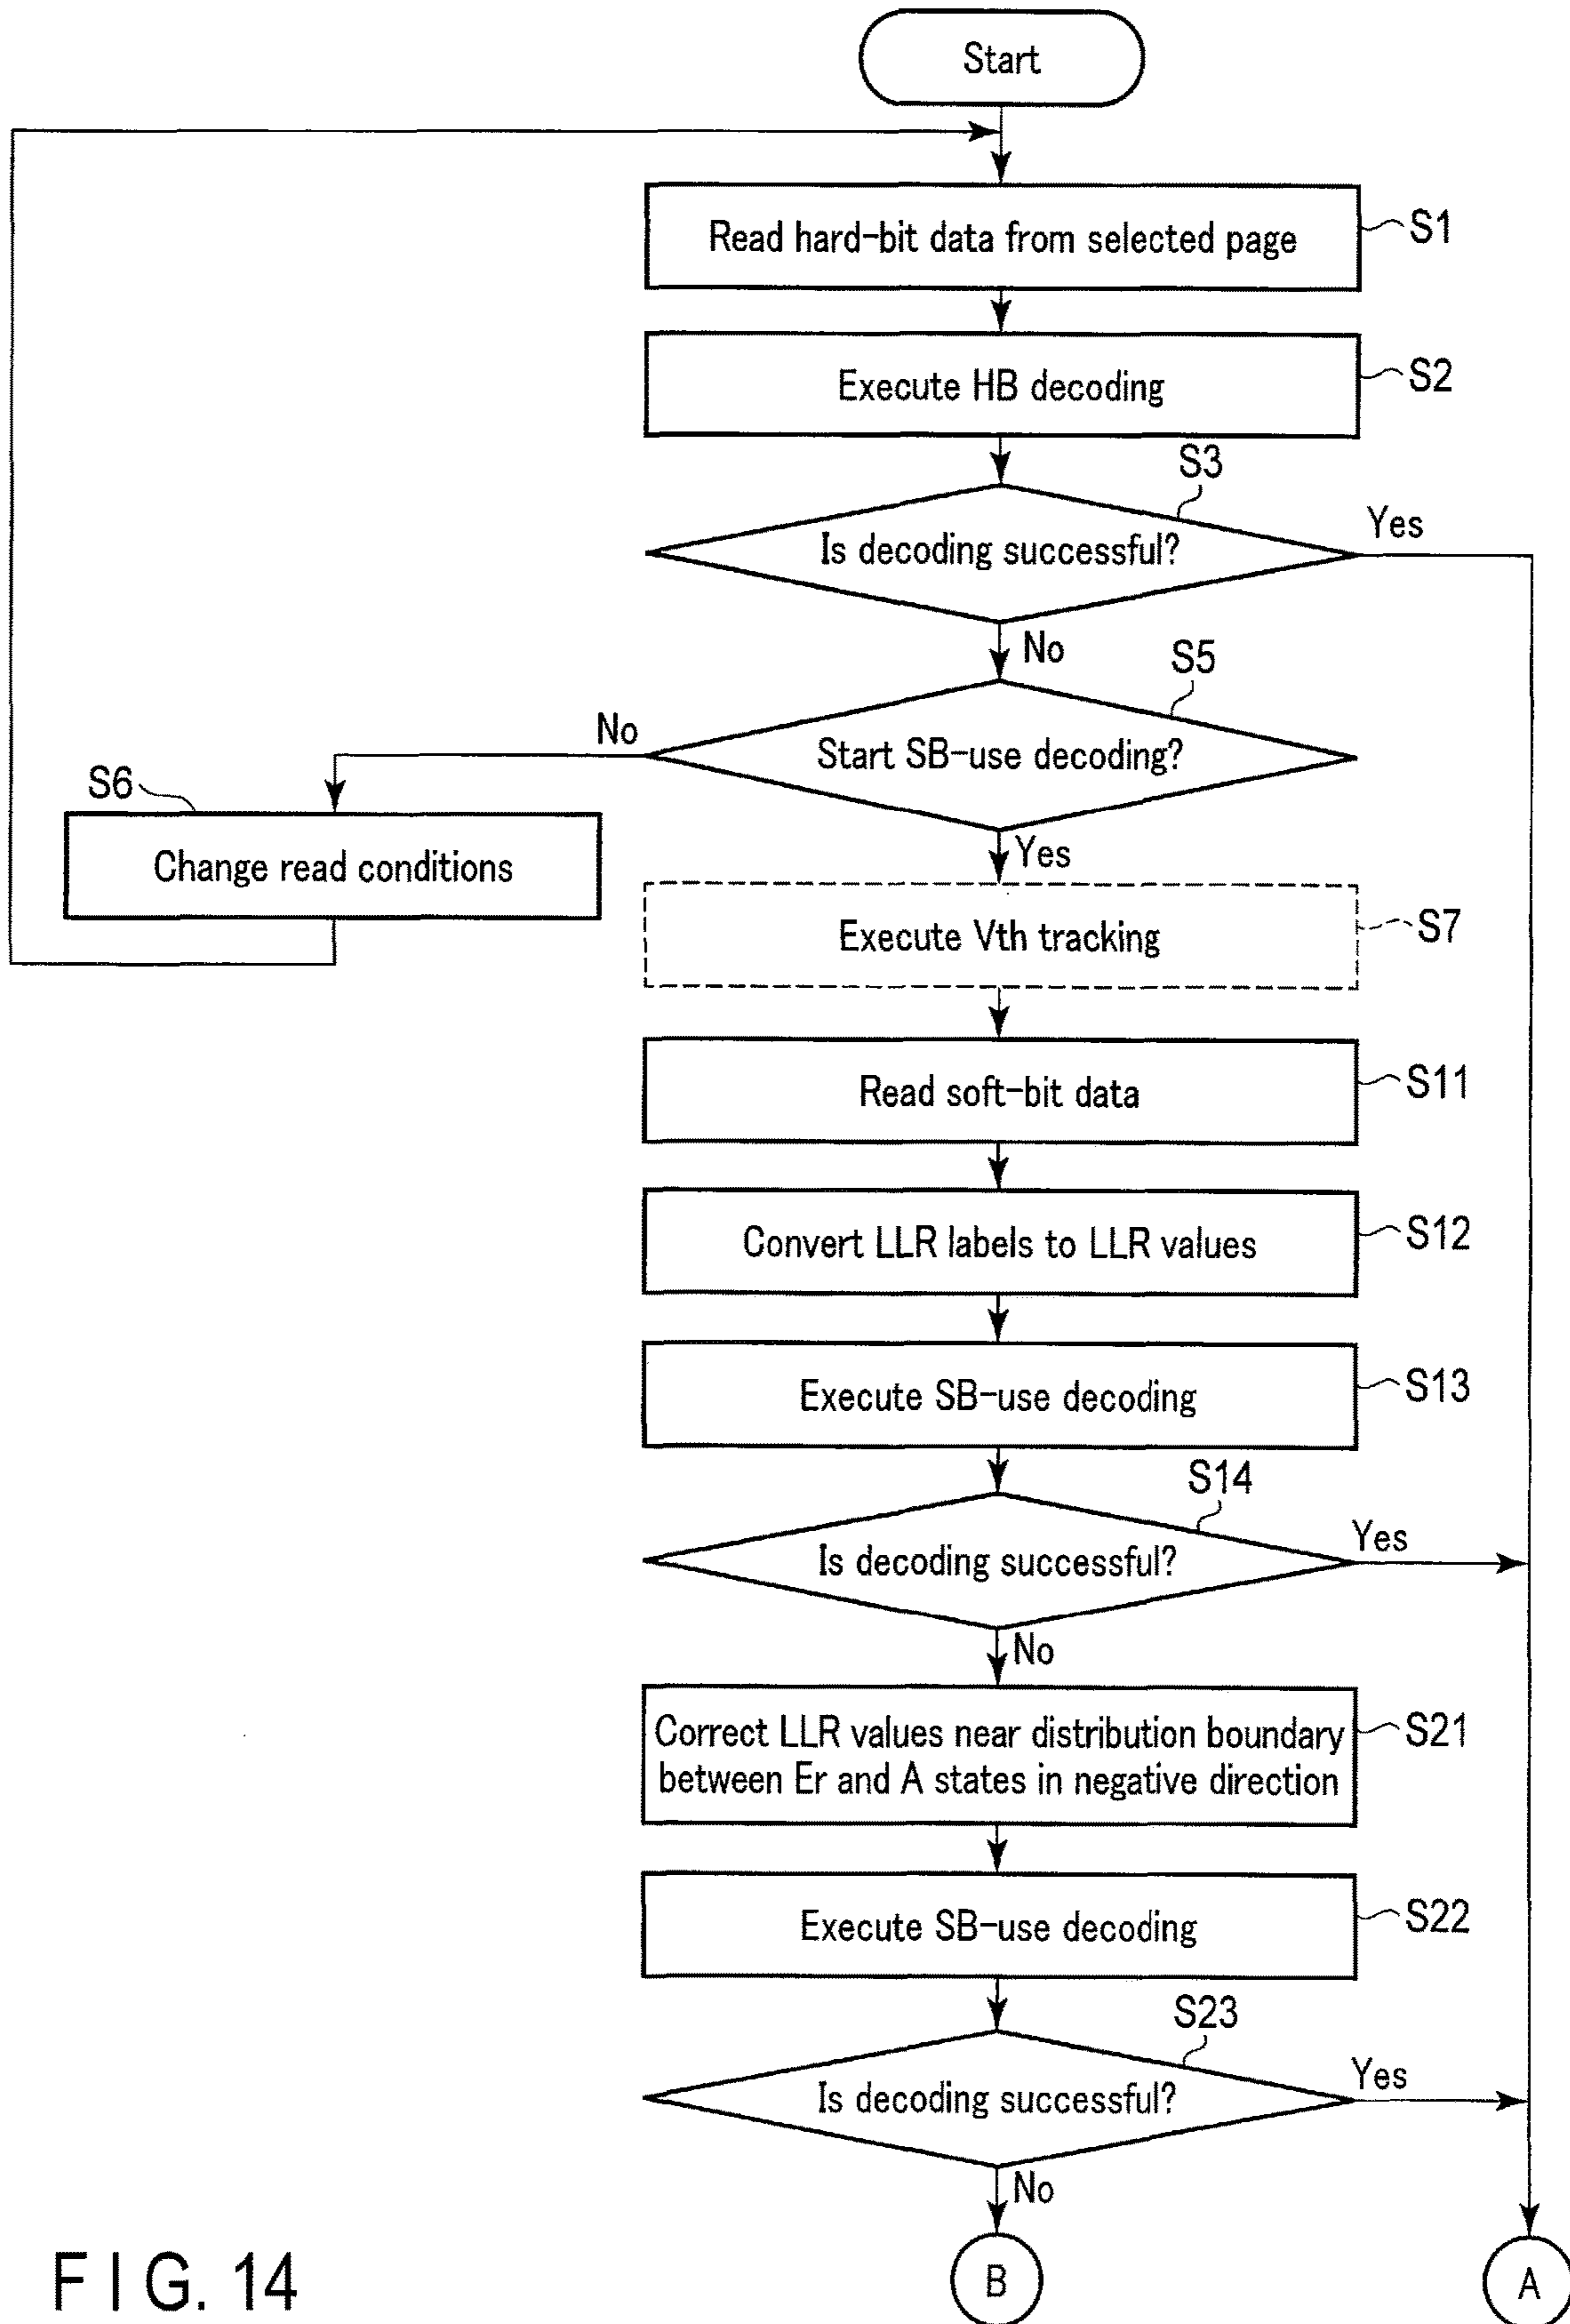 Start
Read hard-bit data from selected page
S1
Execute HB decoding
S2
S3
Is decoding successful?
Yes
No
S5
Start SB-use decoding?
No
Yes
S6
Change read conditions
Execute Vth tracking
S7
Read soft-bit data
S11
Convert LLR labels to LLR values
S12
Execute SB-use decoding
S13
S14
Is decoding successful?
Yes
No
Correct LLR values near distribution boundary
between Er and A states in negative direction
S21
Execute SB-use decoding
S22
S23
Is decoding successful?
Yes
No
B
A
FIG. 14